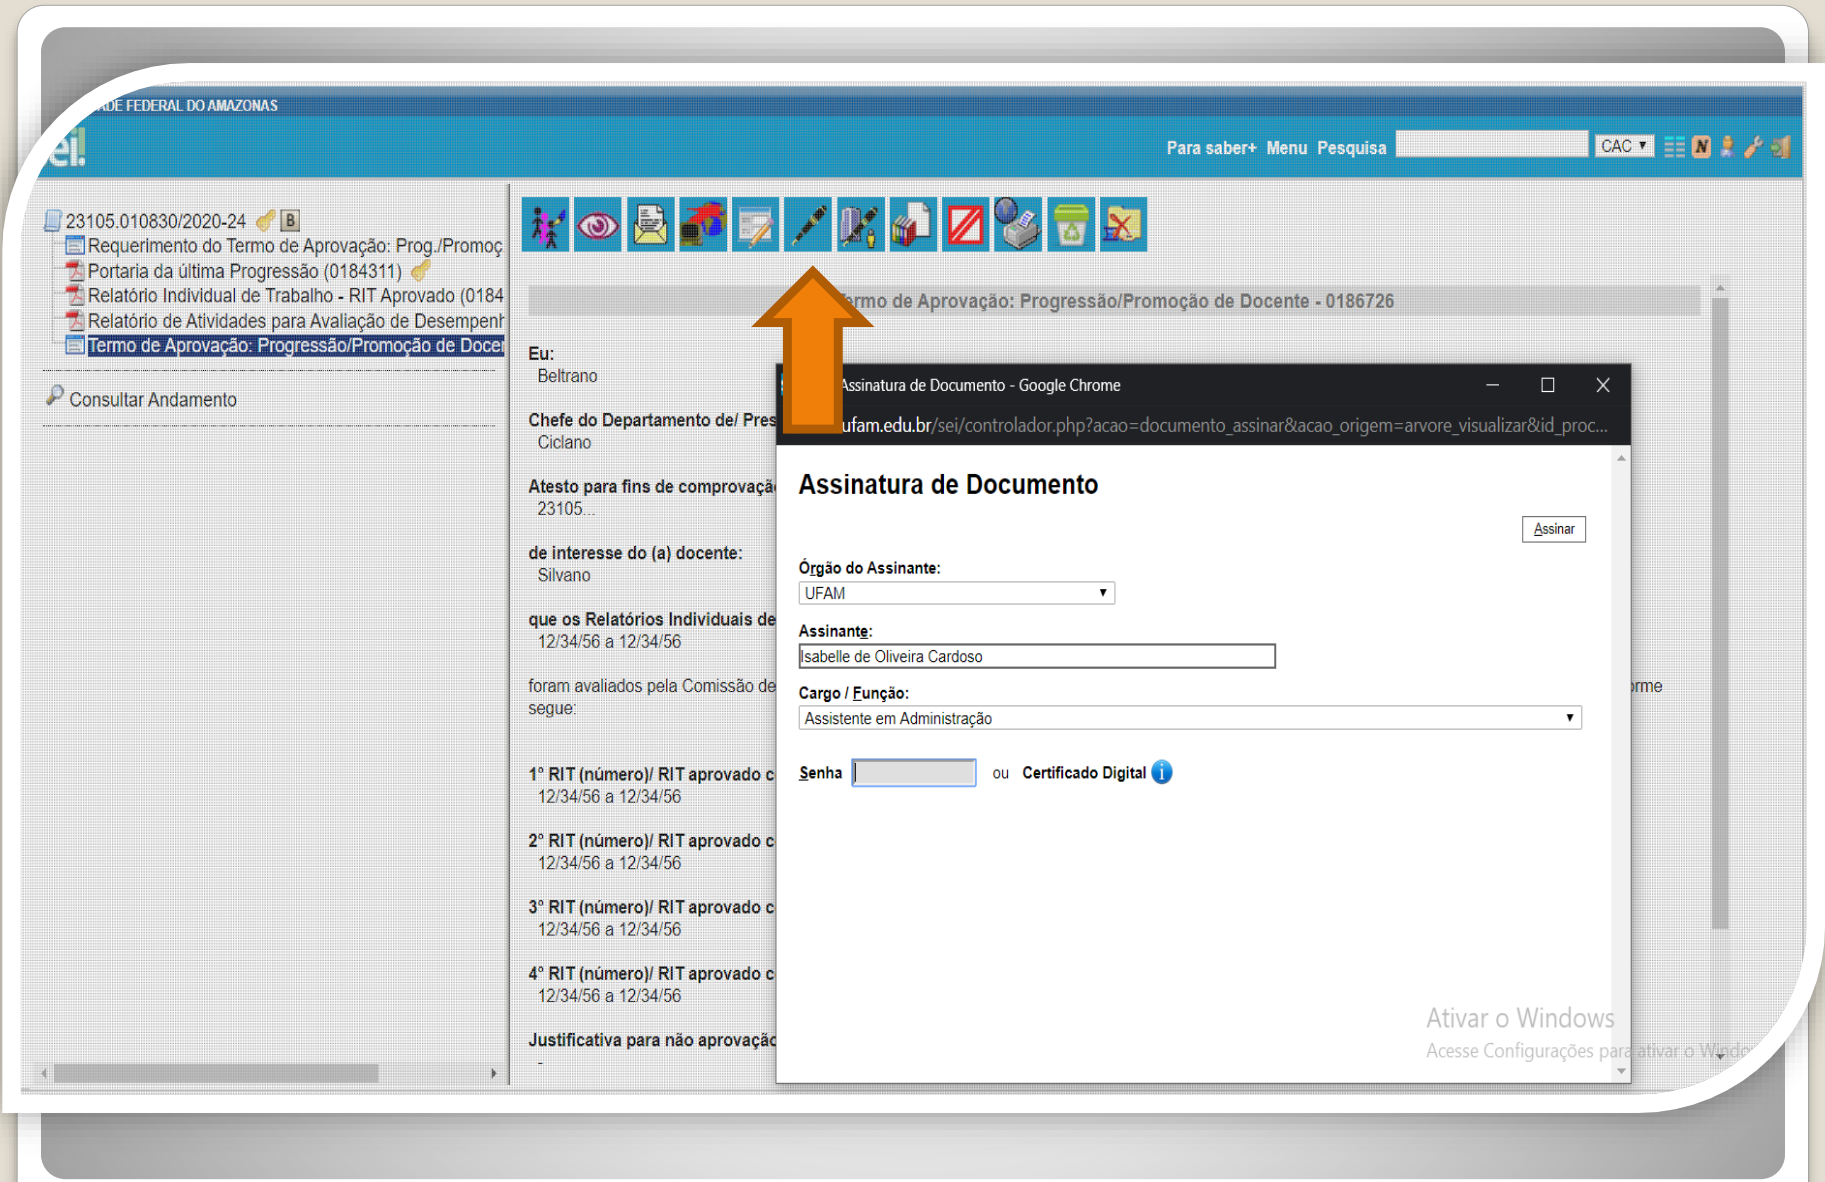 DE FEDERAL DO AMAZONAS
ei!
Para saber+ Menu Pesquisa
CAC
N
23105.010830/2020-24 B
Requerimento do Termo de Aprovação: Prog./Promoç
Portaria da última Progressão (0184311)
Relatório Individual de Trabalho - RIT Aprovado (0184
Relatório de Atividades para Avaliação de Desempenh
Termo de Aprovação: Progressão/Promoção de Docen
Consultar Andamento
ermo de Aprovação: Progressão/Promoção de Docente - 0186726
Eu:
Beltrano
Chefe do Departamento de/ Pres
Ciclano
Atesto para fins de comprovaçã
23105...
de interesse do (a) docente:
Silvano
que os Relatórios Individuais de
12/34/56 a 12/34/56
foram avaliados pela Comissão de
orme
segue:
1° RIT (número)/ RIT aprovado c
12/34/56 a 12/34/56
2° RIT (número)/ RIT aprovado c
12/34/56 a 12/34/56
3° RIT (número)/ RIT aprovado c
12/34/56 a 12/34/56
4° RIT (número)/ RIT aprovado c
12/34/56 a 12/34/56
Justificativa para não aprovação
-
Assinatura de Documento - Google Chrome
ufam.edu.br/sei/controlador.php?acao=documento_assinar&acao_origem=arvore_visualizar&id_proc...
Assinatura de Documento
Assinar
Órgão do Assinante:
UFAM
Assinante:
Isabelle de Oliveira Cardoso
Cargo / Função:
Assistente em Administração
Senha ou Certificado Digital i
Ativar o Windows
Acesse Configurações para ativar o Windo